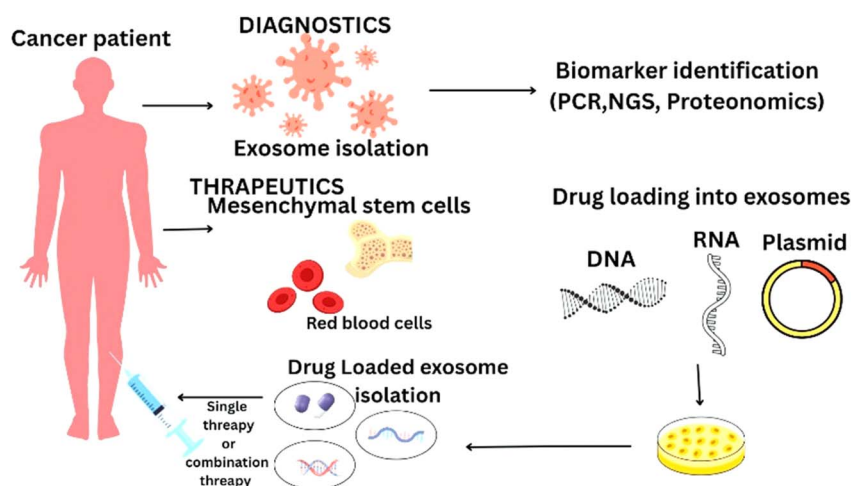 Cancer patient
DIAGNOSTICS
Exosome isolation
Biomarker identification
(PCR,NGS, Proteonomics)
THRAPEUTICS
Mesenchymal stem cells
Red blood cells
Drug loading into exosomes
DNA
RNA
Plasmid
Drug Loaded exosome
isolation
Single
threapy
or
combination
threapy